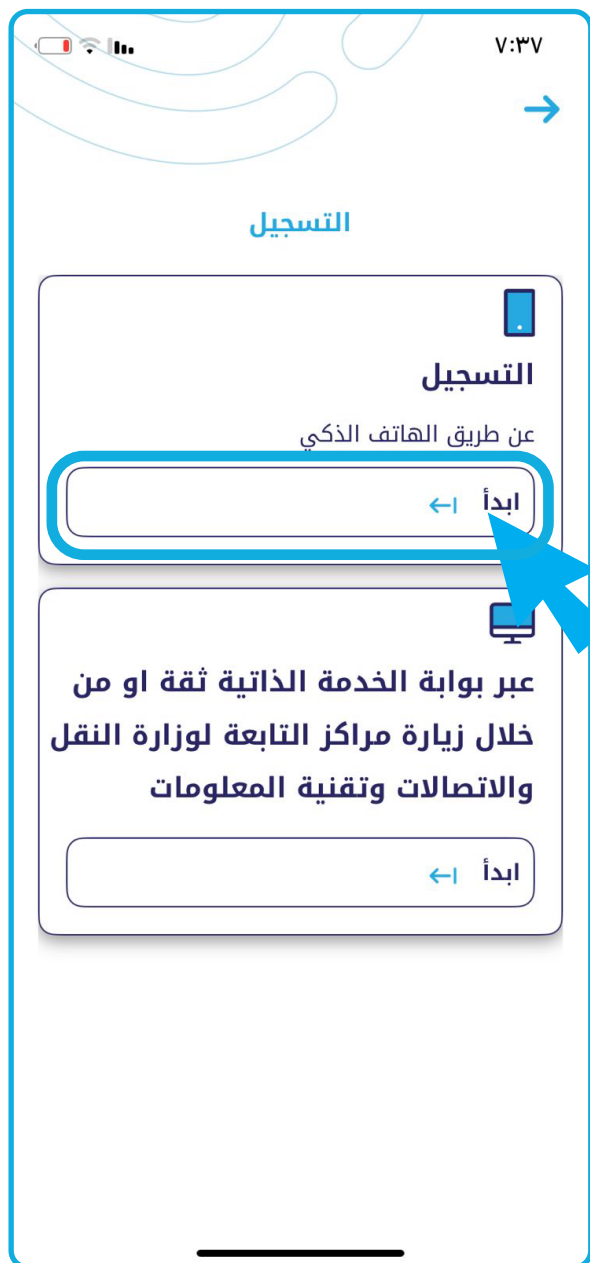 ٧:٣٧
التسجيل
التسجيل
عن طريق الهاتف الذكي
ابدأ
عبر بوابة الخدمة الذاتية ثقة او من
خلال زيارة مراكز التابعة لوزارة النقل
والاتصالات وتقنية المعلومات
ابدأ